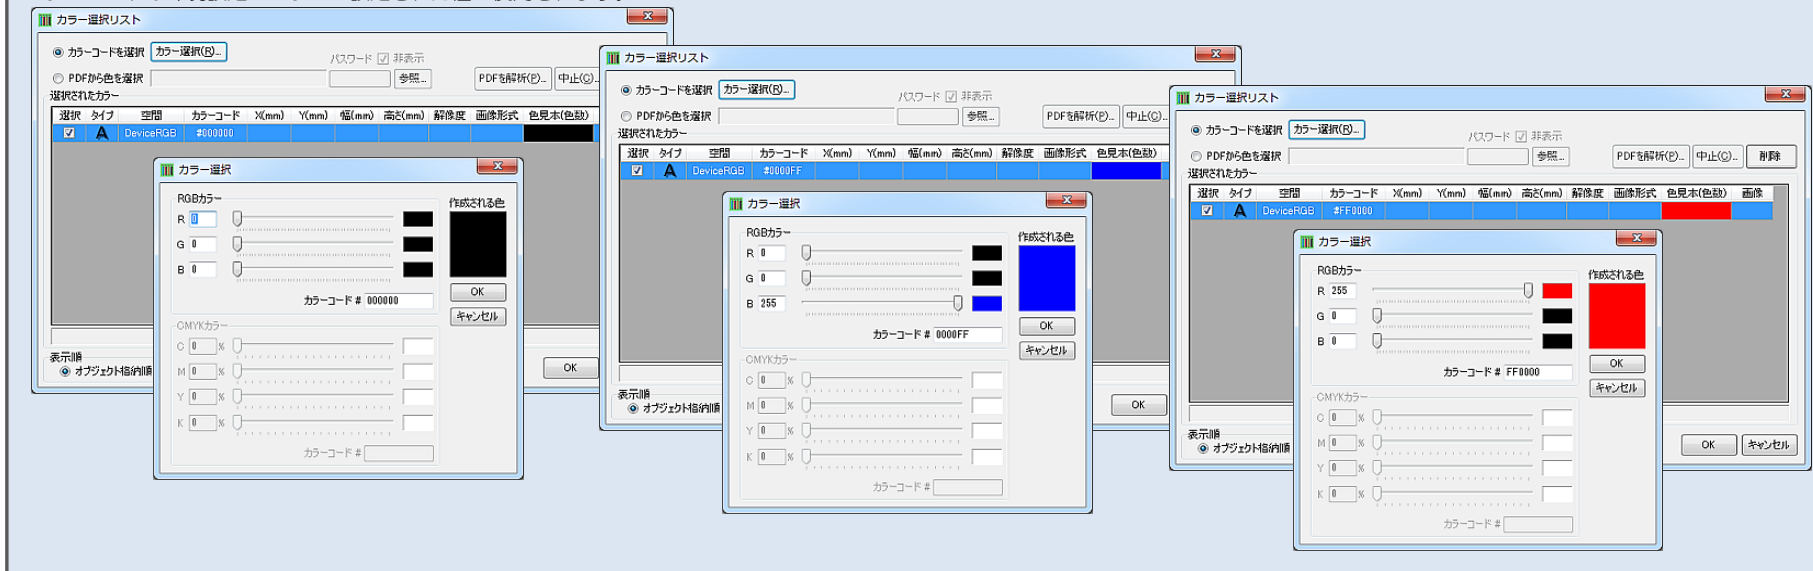 カラー選択リスト
カラーコードを選択 カラー選択(R)...
パスワード 非表示
PDFから色を選択 参照... PDFを解析(P)... 中止(C)...
選択されたカラー
選択 タイプ 空間 カラーコード X(mm) Y(mm) 幅(mm) 高さ(mm) 解像度 画像形式 色見本(色数)
A DeviceRGB #000000
表示順
オブジェクト格納順
OK
カラー選択
RGBカラー
作成される色
R 0
G 0
B 0
カラーコード # 000000
OK
キャンセル
CMYKカラー
C 0 %
M 0 %
Y 0 %
K 0 %
カラーコード #
カラー選択リスト
カラーコードを選択 カラー選択(R)...
パスワード 非表示
PDFから色を選択 参照... PDFを解析(P)... 中止(C)...
選択されたカラー
選択 タイプ 空間 カラーコード X(mm) Y(mm) 幅(mm) 高さ(mm) 解像度 画像形式 色見本(色数)
A DeviceRGB #0000FF
表示順
オブジェクト格納順
OK
カラー選択
RGBカラー
作成される色
R 0
G 0
B 255
カラーコード # 0000FF
OK
キャンセル
CMYKカラー
C 0 %
M 0 %
Y 0 %
K 0 %
カラーコード #
カラー選択リスト
カラーコードを選択 カラー選択(R)...
パスワード 非表示
PDFから色を選択 参照... PDFを解析(P)... 中止(C)... 削除
選択されたカラー
選択 タイプ 空間 カラーコード X(mm) Y(mm) 幅(mm) 高さ(mm) 解像度 画像形式 色見本(色数) 画像
A DeviceRGB #FF0000
表示順
オブジェクト格納順
OK キャンセル
カラー選択
RGBカラー
作成される色
R 255
G 0
B 0
カラーコード # FF0000
OK
キャンセル
CMYKカラー
C 0 %
M 0 %
Y 0 %
K 0 %
カラーコード #